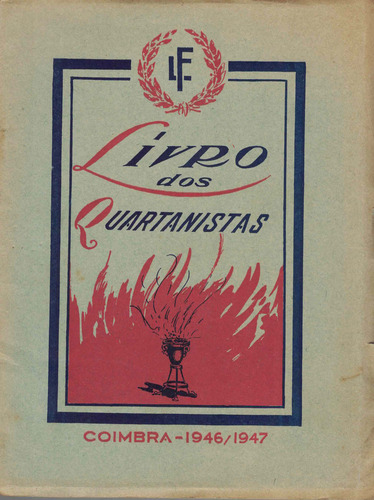 LF
Livro
dos
Quartanistas
COIMBRA-1946/1947